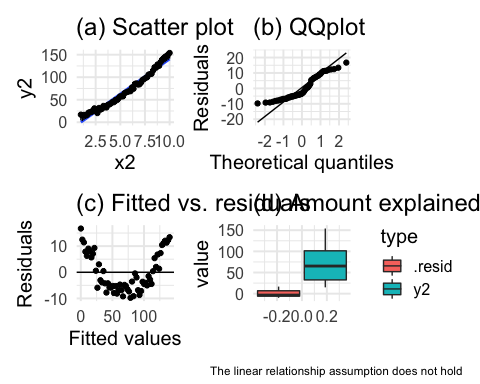 (a) Scatter plot
(b) QQplot
y2
150
100
50
0
2.5 5.0 7.5 10.0
x2
Residuals
20
10
0
-10
-20
-2 -1 0 1 2
Theoretical quantiles
(c) Fitted vs. residuals
(d) Amount explained
Residuals
10
0
-10
0 50 100
Fitted values
value
150
100
50
0
-0.2 0.0 0.2
type
.resid
y2
The linear relationship assumption does not hold